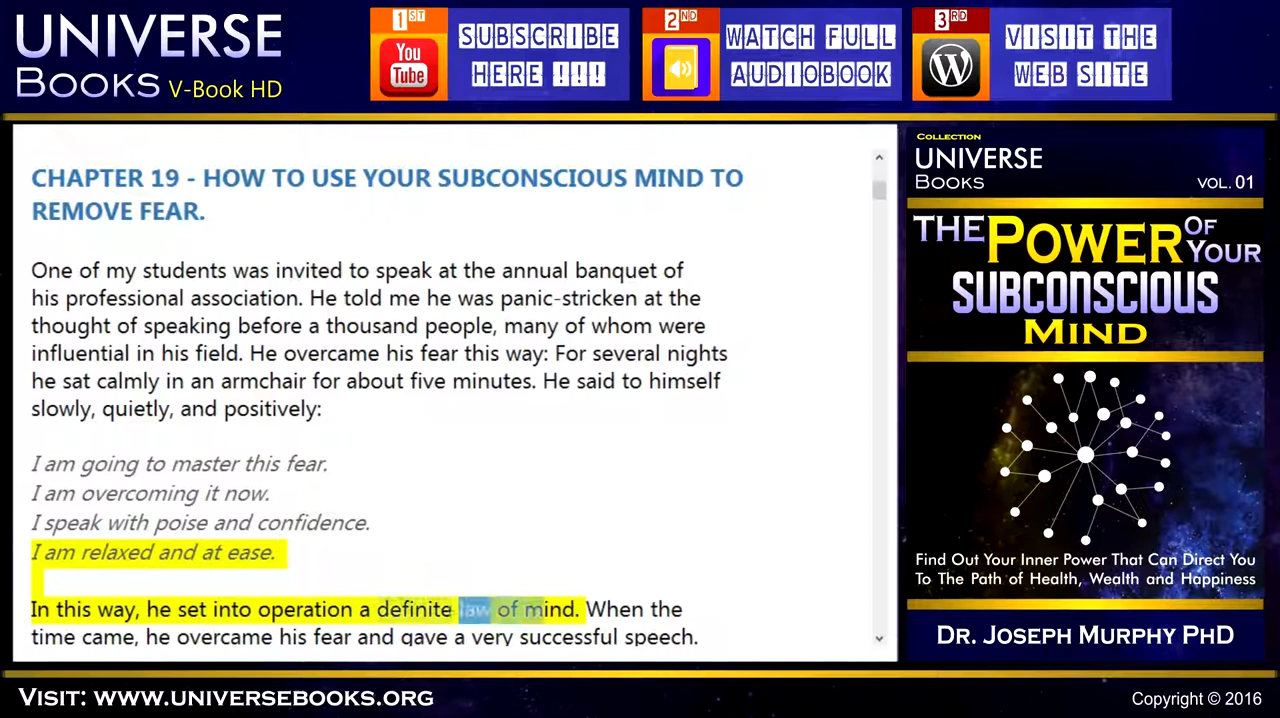 UNIVERSE
BOOKS V-Book HD
1ST
You
Tube
SUBSCRIBE
HERE !!!
2ND
WATCH FULL
AUDIOBOOK
3RD
VISIT THE
WEB SITE
CHAPTER 19 - HOW TO USE YOUR SUBCONSCIOUS MIND TO
REMOVE FEAR.
One of my students was invited to speak at the annual banquet of
his professional association. He told me he was panic-stricken at the
thought of speaking before a thousand people, many of whom were
influential in his field. He overcame his fear this way: For several nights
he sat calmly in an armchair for about five minutes. He said to himself
slowly, quietly, and positively:
I am going to master this fear.
I am overcoming it now.
I speak with poise and confidence.
I am relaxed and at ease.
In this way, he set into operation a definite law of mind. When the
time came, he overcame his fear and gave a very successful speech.
COLLECTION
UNIVERSE
BOOKS VOL. 01
THE POWER OF
YOUR
SUBCONSCIOUS
MIND
Find Out Your Inner Power That Can Direct You
To The Path of Health, Wealth and Happiness
DR. JOSEPH MURPHY PHD
VISIT: WWW.UNIVERSEBOOKS.ORG
Copyright © 2016